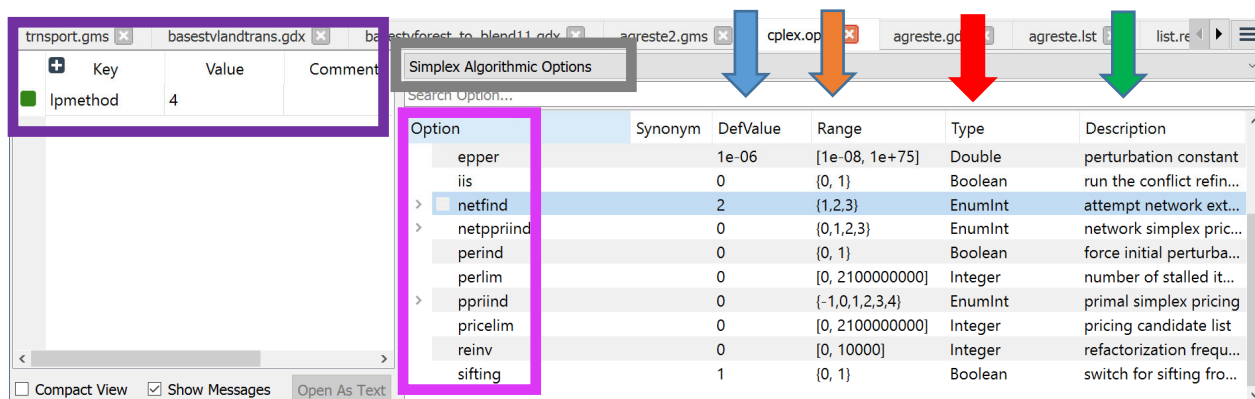 trnsport.gms basestvlandtrans.gdx agreste2.gms cplex.op agreste.gd agreste.lst list.re
Key Value Comment
lpmethod 4
Compact View Show Messages Open As Text
Simplex Algorithmic Options
Search Option...
Option Synonym DefValue Range Type Description
epper 1e-06 [1e-08, 1e+75] Double perturbation constant
iis 0 {0, 1} Boolean run the conflict refin...
netfind 2 {1,2,3} EnumInt attempt network ext...
netppriind 0 {0,1,2,3} EnumInt network simplex pric...
perind 0 {0, 1} Boolean force initial perturba...
perlim 0 [0, 2100000000] Integer number of stalled it...
ppriind 0 {-1,0,1,2,3,4} EnumInt primal simplex pricing
pricelim 0 [0, 2100000000] Integer pricing candidate list
reinv 0 [0, 10000] Integer refactorization frequ...
sifting 1 {0, 1} Boolean switch for sifting fro...